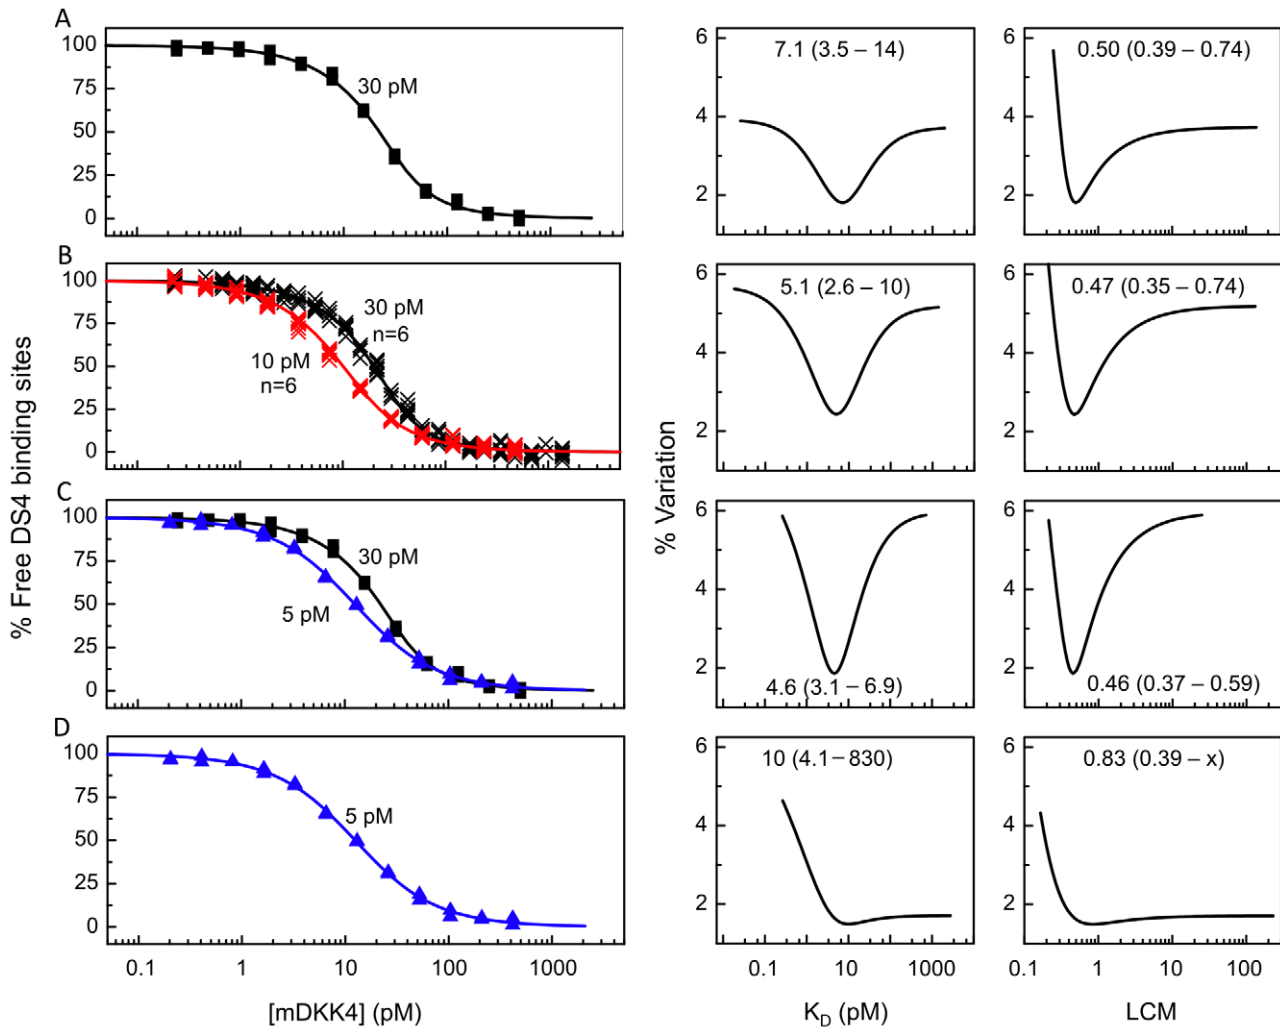 A
100
75
50
25
0
30 pM
6
4
2
7.1 (3.5 – 14)
6
4
2
0.50 (0.39 – 0.74)
B
100
75
50
25
0
30 pM
n=6
10 pM
n=6
6
4
2
5.1 (2.6 – 10)
6
4
2
0.47 (0.35 – 0.74)
C
100
75
50
25
0
30 pM
5 pM
6
4
2
4.6 (3.1 – 6.9)
6
4
2
0.46 (0.37 – 0.59)
D
100
75
50
25
0
5 pM
6
4
2
10 (4.1 – 830)
6
4
2
0.83 (0.39 – x)
0.1 1 10 100 1000
0.1 10 1000
0.1 1 10 100
[mDKK4] (pM)
K_D (pM)
LCM
% Free DS4 binding sites
% Variation